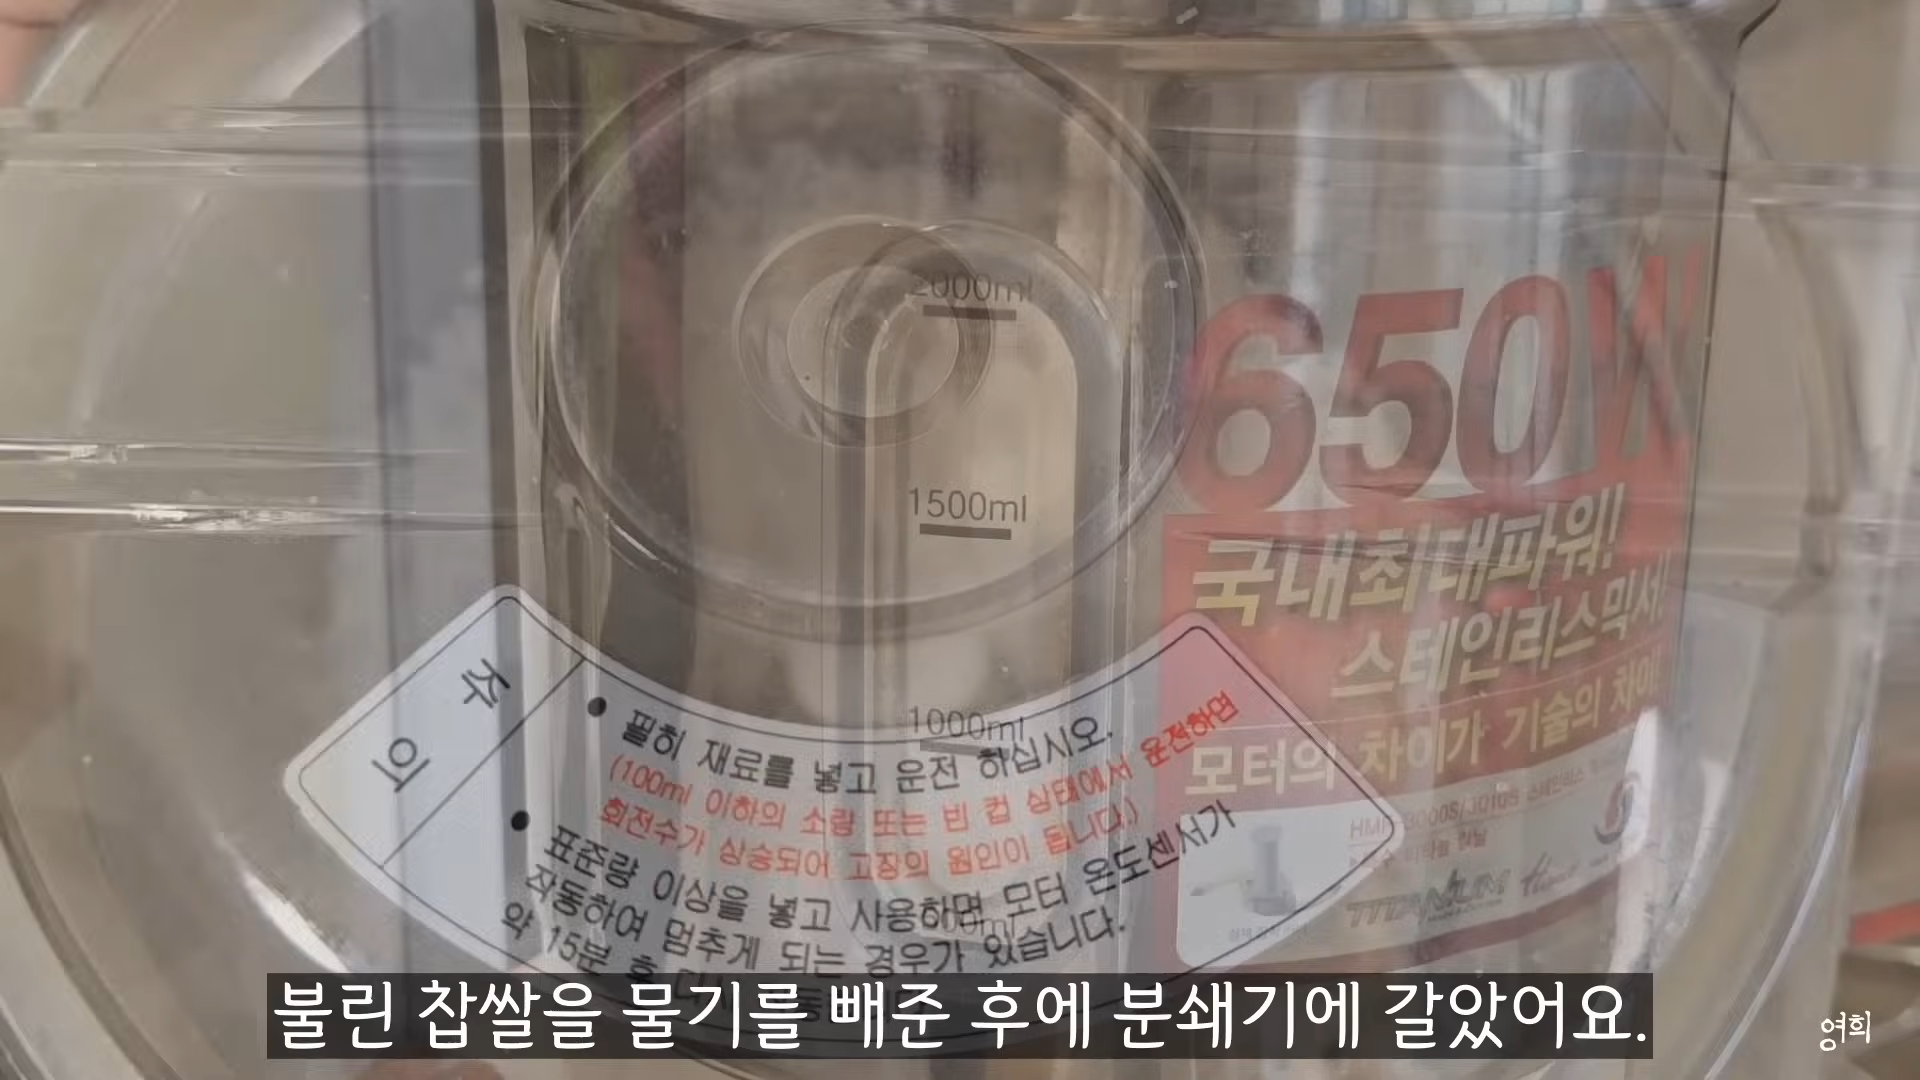 2000ml
1500ml
1000ml
650W
국내최대파워!
스테인리스믹서!
모터의 차이가 기술의 차이!
TITANIUM
주의
• 필히 재료를 넣고 운전 하십시오.
(100ml 이하의 소량 또는 빈 컵 상태에서 운전하면
회전수가 상승되어 고장의 원인이 됩니다.)
• 표준량 이상을 넣고 사용하면 모터 온도센서가
작동하여 멈추게 되는 경우가 있습니다.
약 15분 후
불린 찹쌀을 물기를 빼준 후에 분쇄기에 갈았어요.
영희